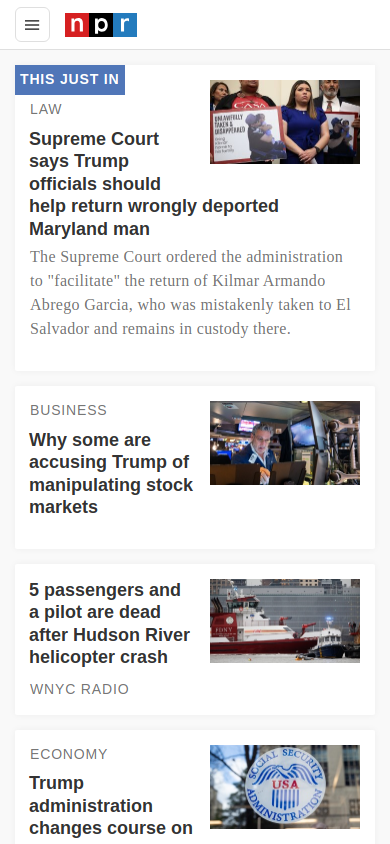 npr
THIS JUST IN
LAW
Supreme Court
says Trump
officials should
help return wrongly deported
Maryland man
UNLAWFULLY
TAKEN &
DISAPPEARED
CASA
The Supreme Court ordered the administration
to "facilitate" the return of Kilmar Armando
Abrego Garcia, who was mistakenly taken to El
Salvador and remains in custody there.
BUSINESS
Why some are
accusing Trump of
manipulating stock
markets
5 passengers and
a pilot are dead
after Hudson River
helicopter crash
WNYC RADIO
FDNY
ECONOMY
Trump
administration
changes course on
SOCIAL SECURITY
USA
ADMINISTRATION